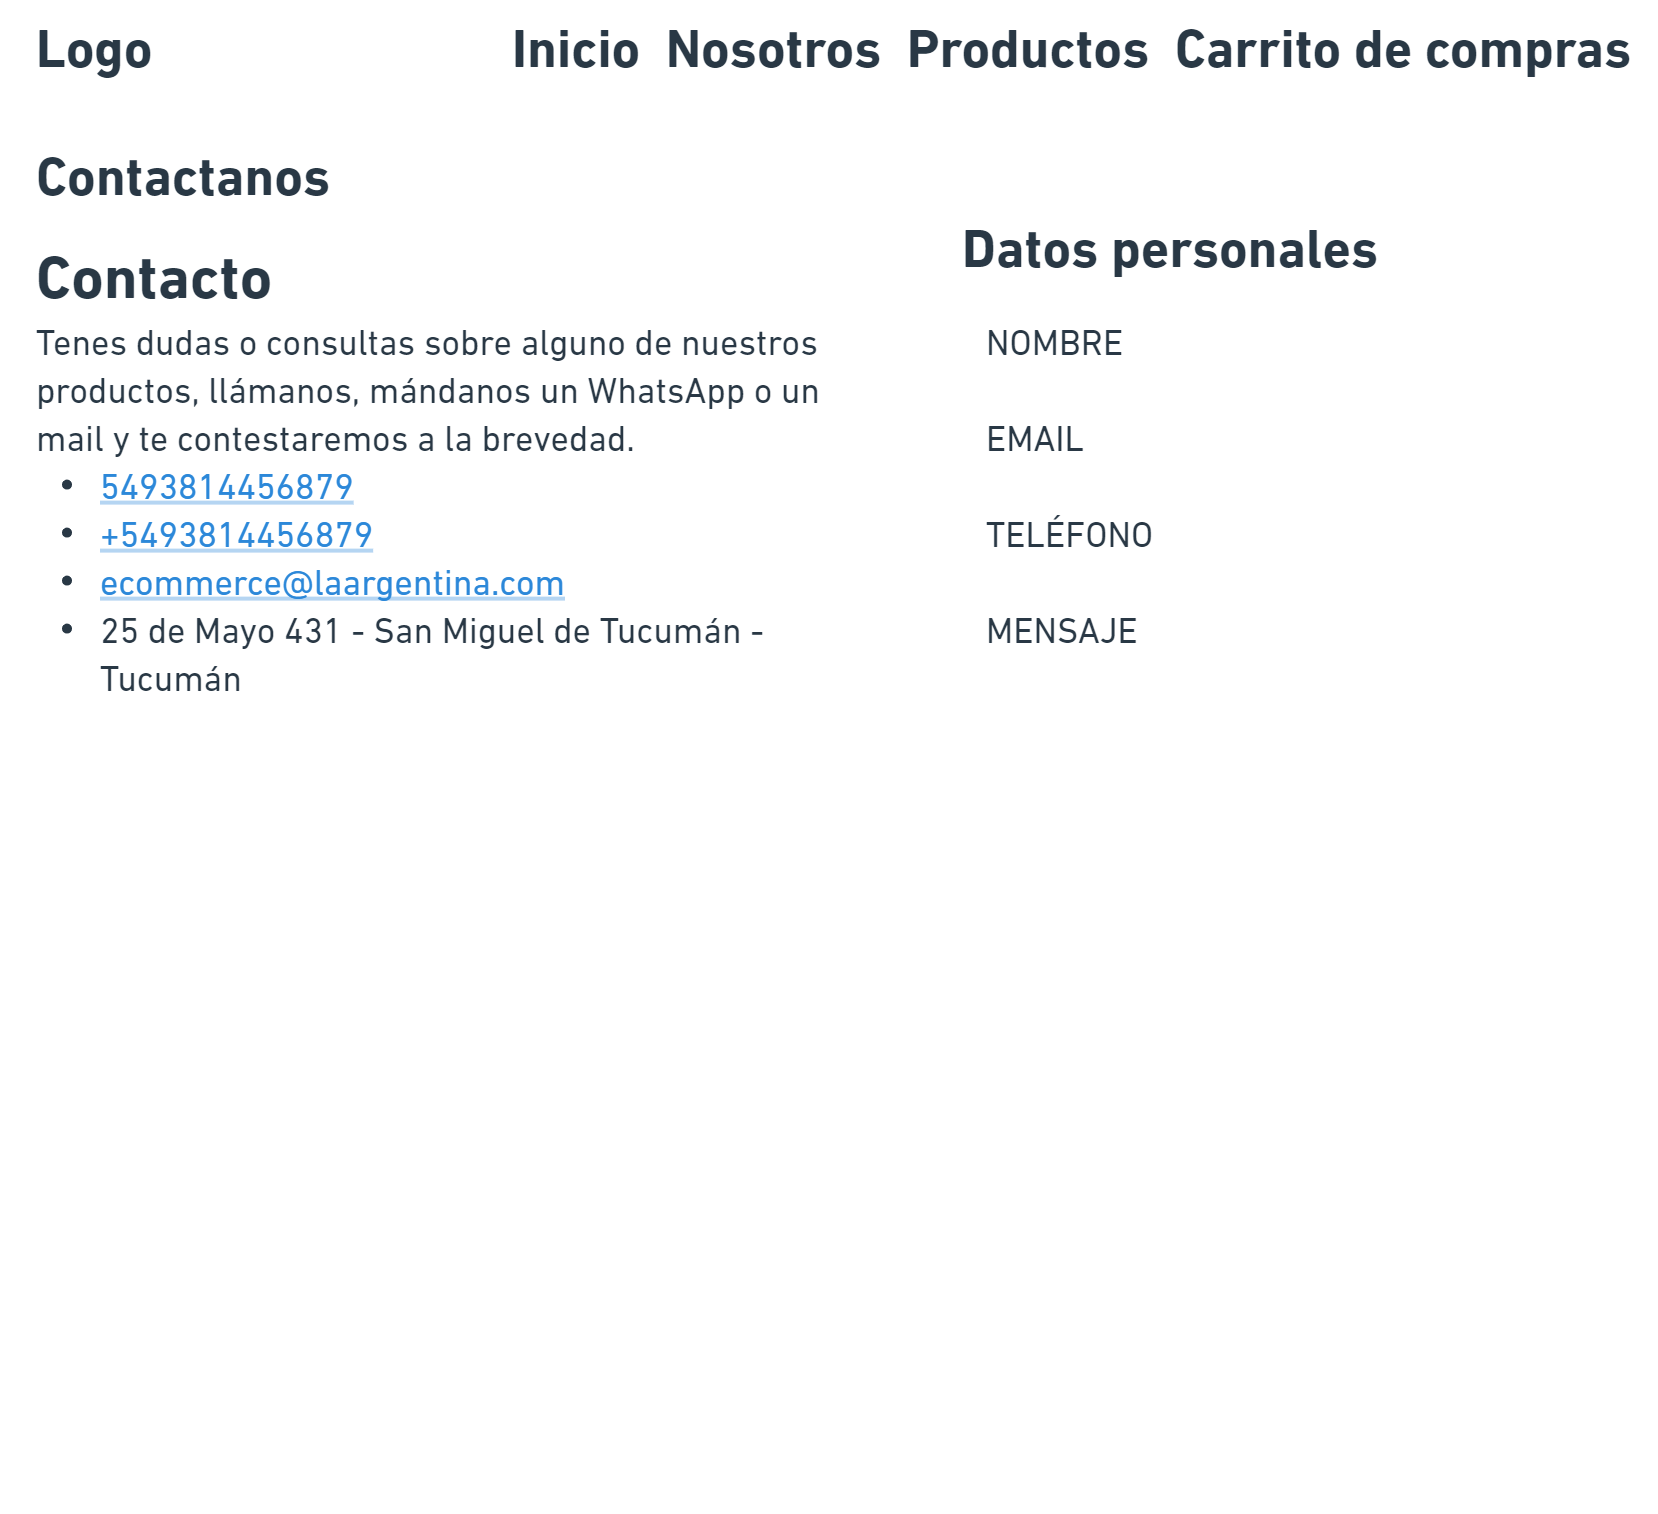 Logo
Inicio Nosotros Productos Carrito de compras
Contactanos
Contacto
Tenes dudas o consultas sobre alguno de nuestros
productos, llámanos, mándanos un WhatsApp o un
mail y te contestaremos a la brevedad.
• 5493814456879
• +5493814456879
• ecommerce@laargentina.com
• 25 de Mayo 431 - San Miguel de Tucumán -
Tucumán
Datos personales
NOMBRE
EMAIL
TELÉFONO
MENSAJE